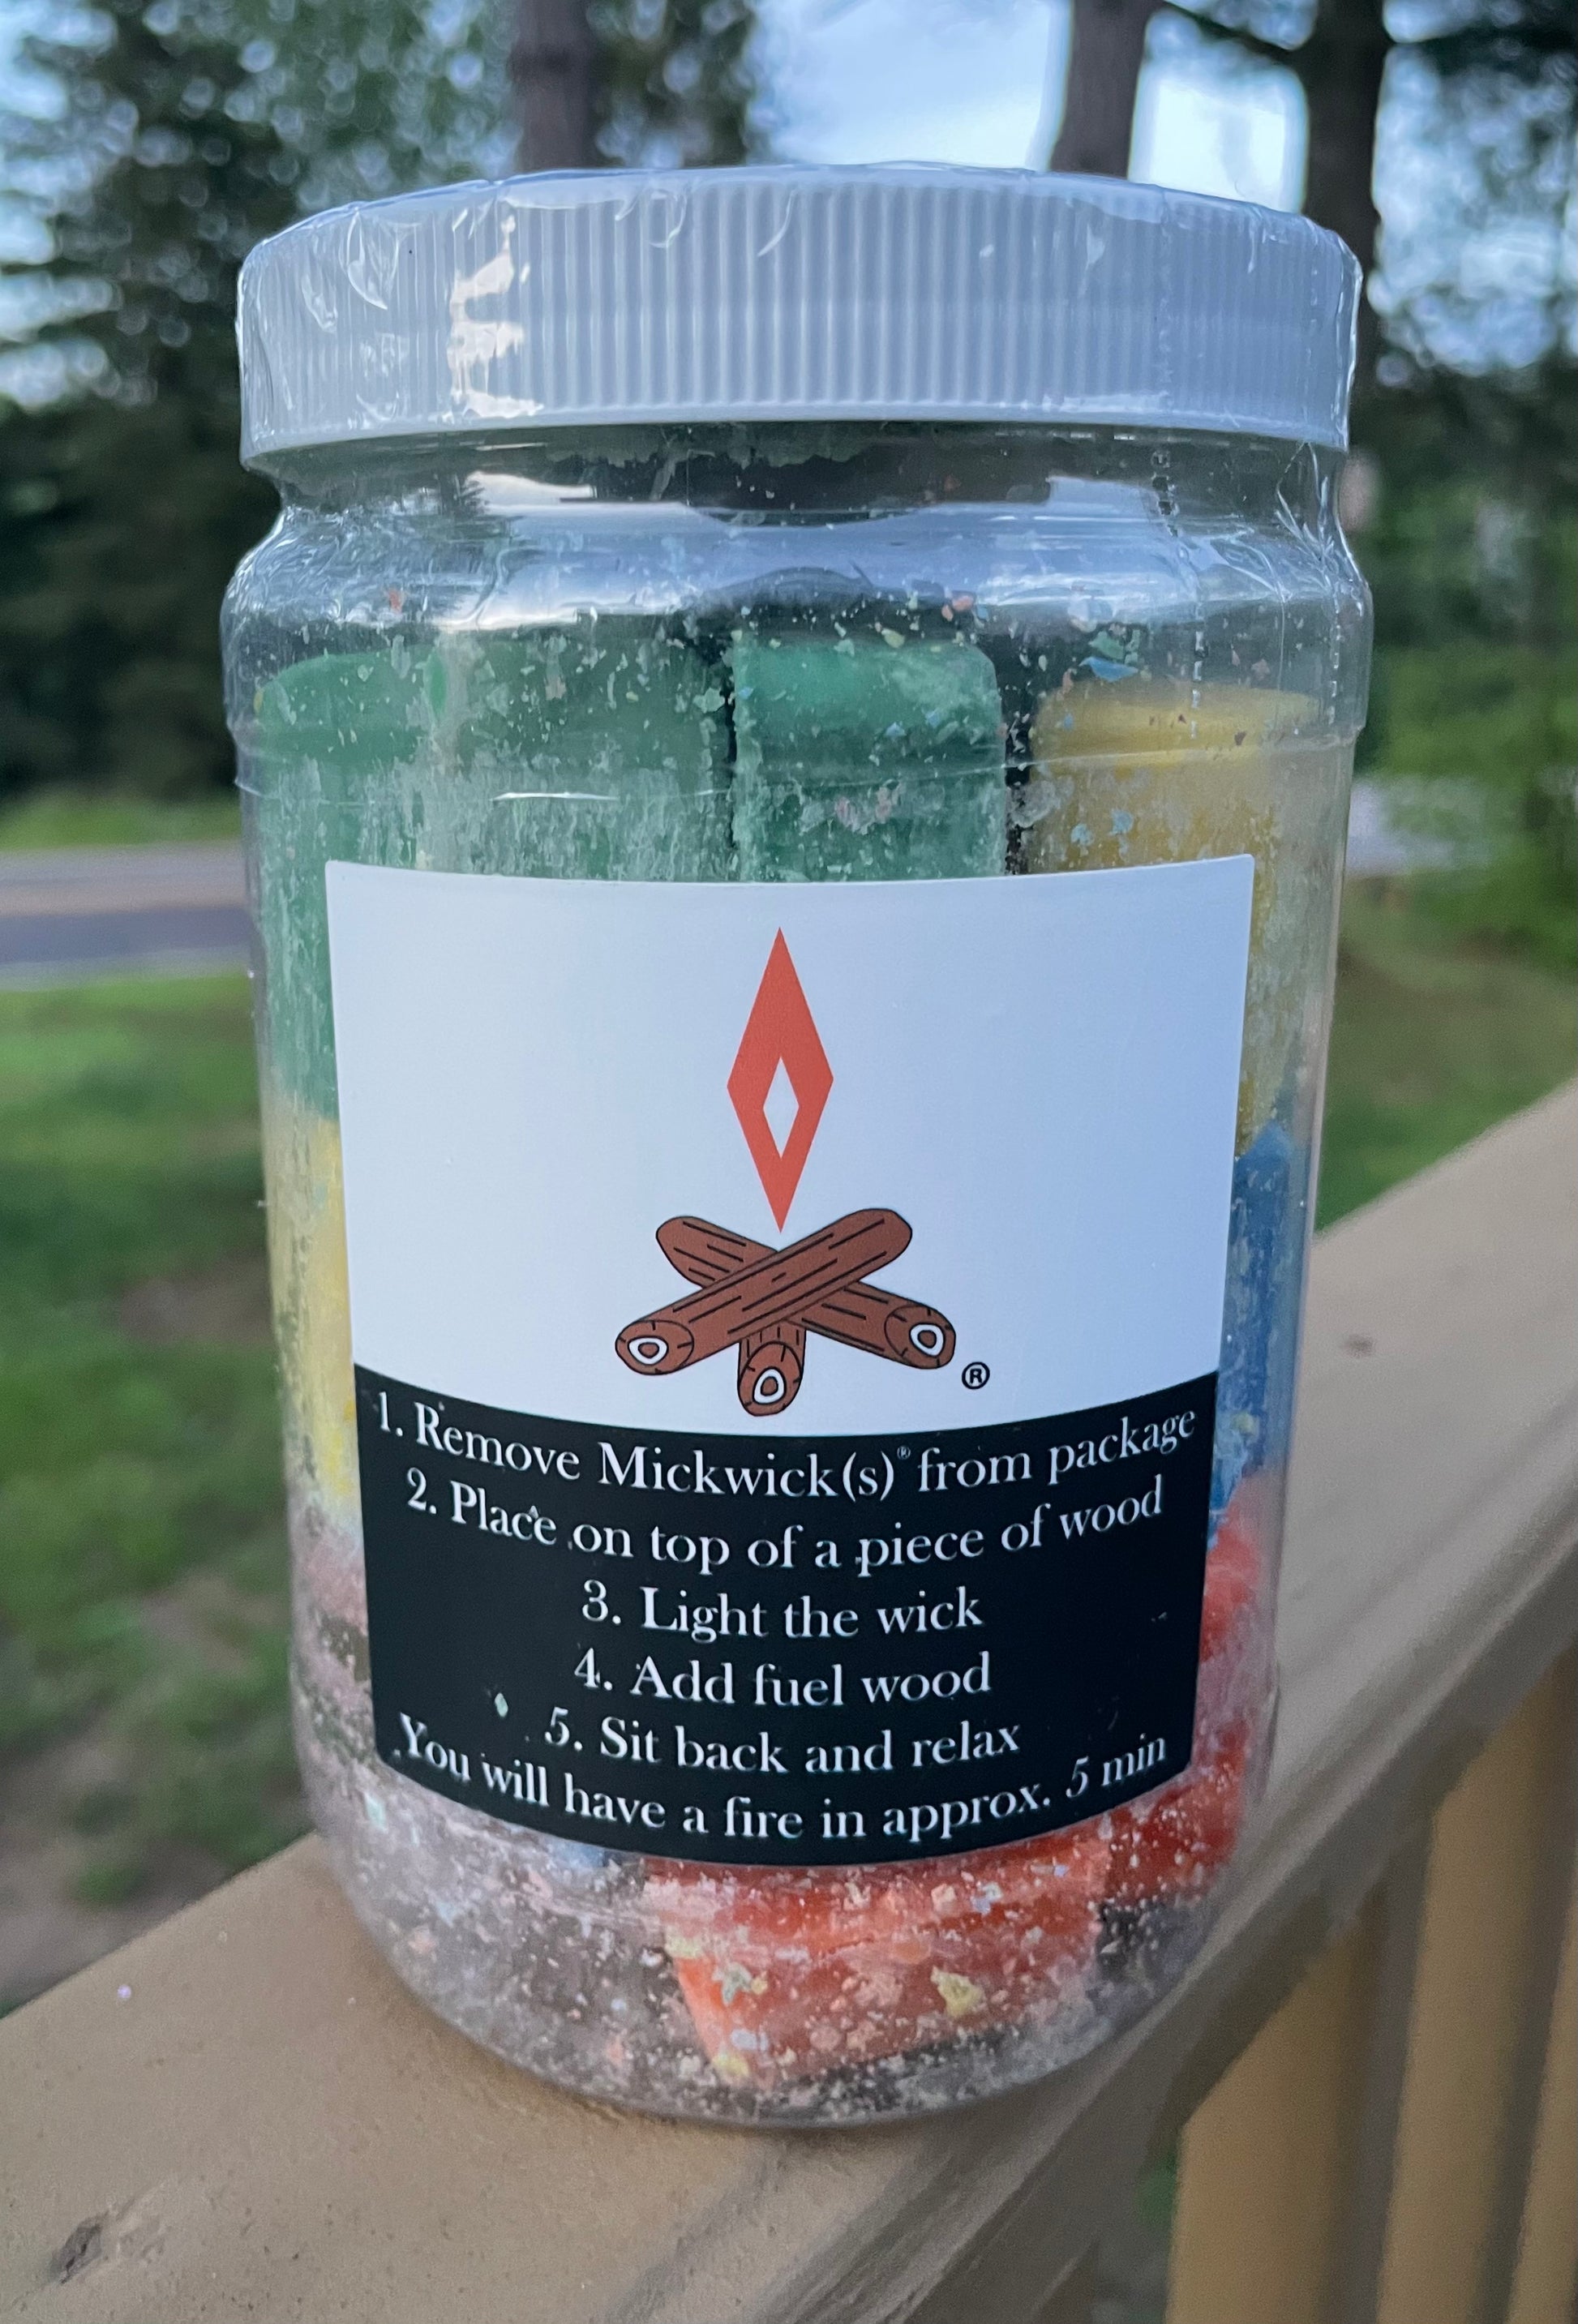 ®
1. Remove Mickwick(s)® from package
2. Place on top of a piece of wood
3. Light the wick
4. Add fuel wood
5. Sit back and relax
You will have a fire in approx. 5 min